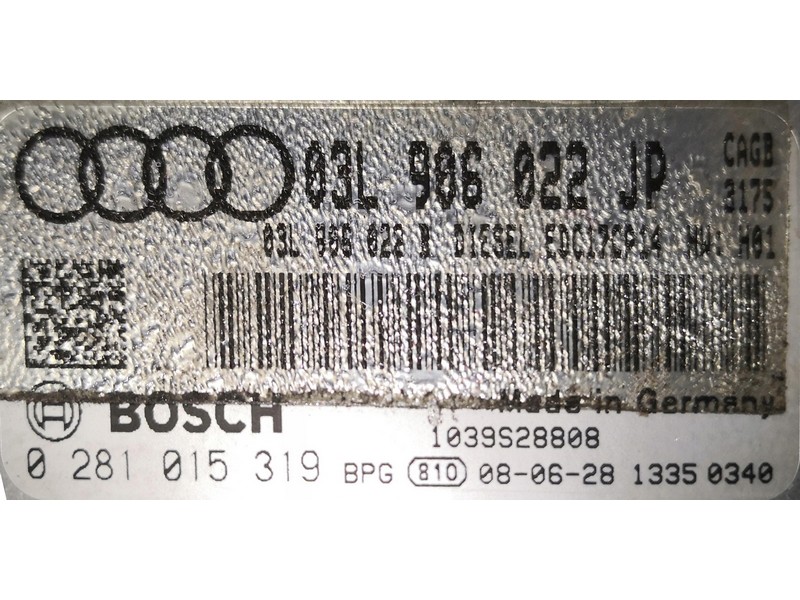 03L 906 022 JP CAGB
3175
03L 906 022 B DIESEL EDC17CP14 HW: H01
BOSCH Made in Germany
1039S28808
0 281 015 319 BPG 810 08-06-28 1335 0340